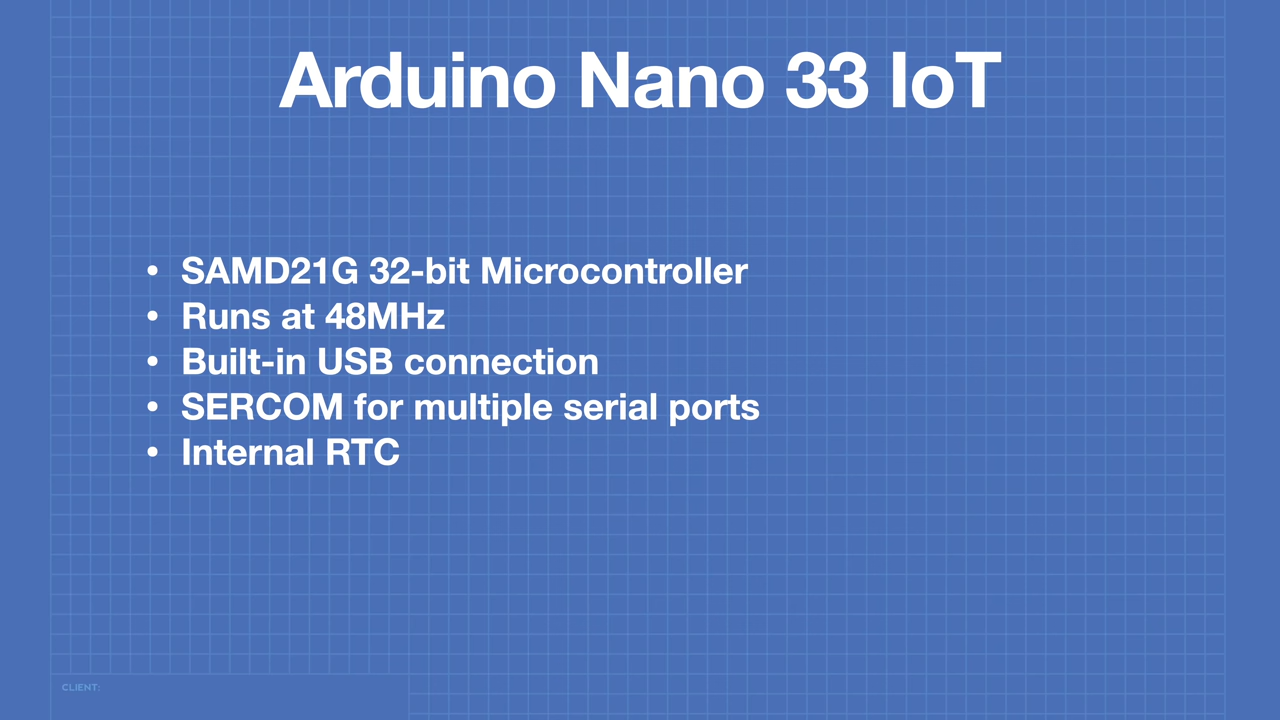 Arduino Nano 33 IoT
• SAMD21G 32-bit Microcontroller
• Runs at 48MHz
• Built-in USB connection
• SERCOM for multiple serial ports
• Internal RTC
CLIENT: